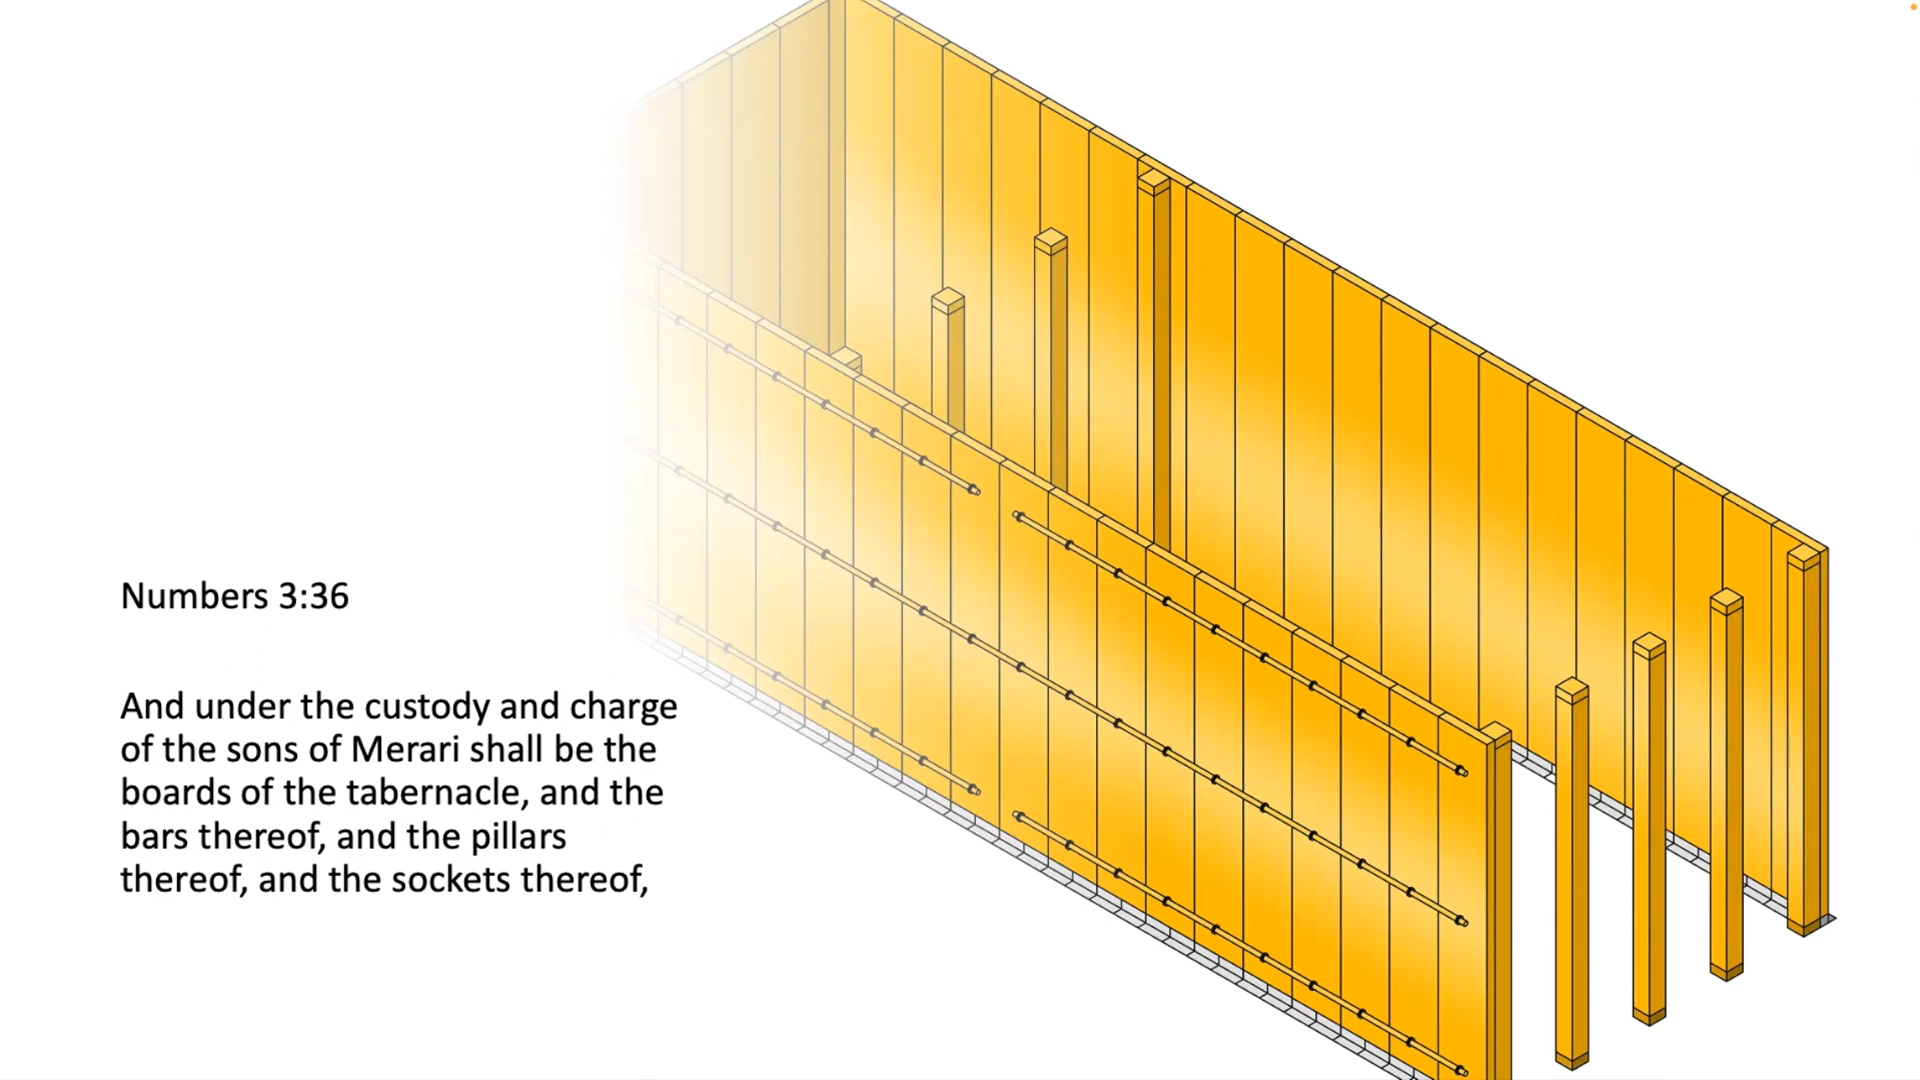 Numbers 3:36
And under the custody and charge
of the sons of Merari shall be the
boards of the tabernacle, and the
bars thereof, and the pillars
thereof, and the sockets thereof,